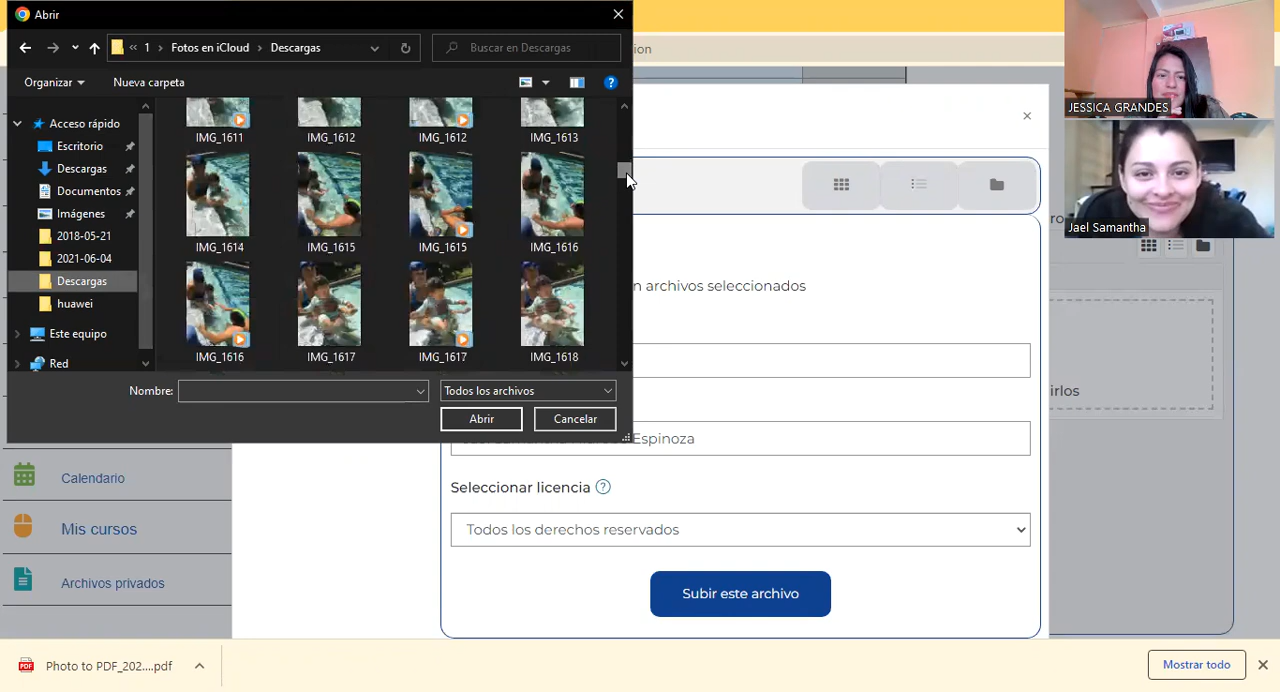 Abrir
1 > Fotos en iCloud > Descargas
Buscar en Descargas
ion
Organizar
Nueva carpeta
JESSICA GRANDES
Acceso rápido
Escritorio
Descargas
Documentos
Imágenes
2018-05-21
2021-06-04
Descargas
huawei
Este equipo
Red
IMG_1611
IMG_1612
IMG_1612
IMG_1613
IMG_1614
IMG_1615
IMG_1615
IMG_1616
IMG_1616
IMG_1617
IMG_1617
IMG_1618
Jael Samantha
n archivos seleccionados
Nombre:
Todos los archivos
irlos
Abrir
Cancelar
Espinoza
Calendario
Seleccionar licencia ?
Mis cursos
Todos los derechos reservados
Archivos privados
Subir este archivo
PDF
Photo to PDF_202....pdf
Mostrar todo